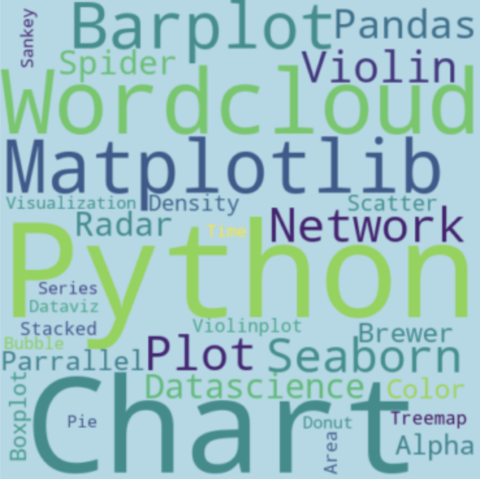 Sankey
Barplot
Pandas
Spider
Violin
Wordcloud
Matplotlib
Visualization
Density
Scatter
Radar
Time
Network
Python
Series
Dataviz
Stacked
Violinplot
Brewer
Bubble
Parrallel
Plot
Seaborn
Datascience
Color
Boxplot
Chart
Pie
Donut
Treemap
Area
Alpha